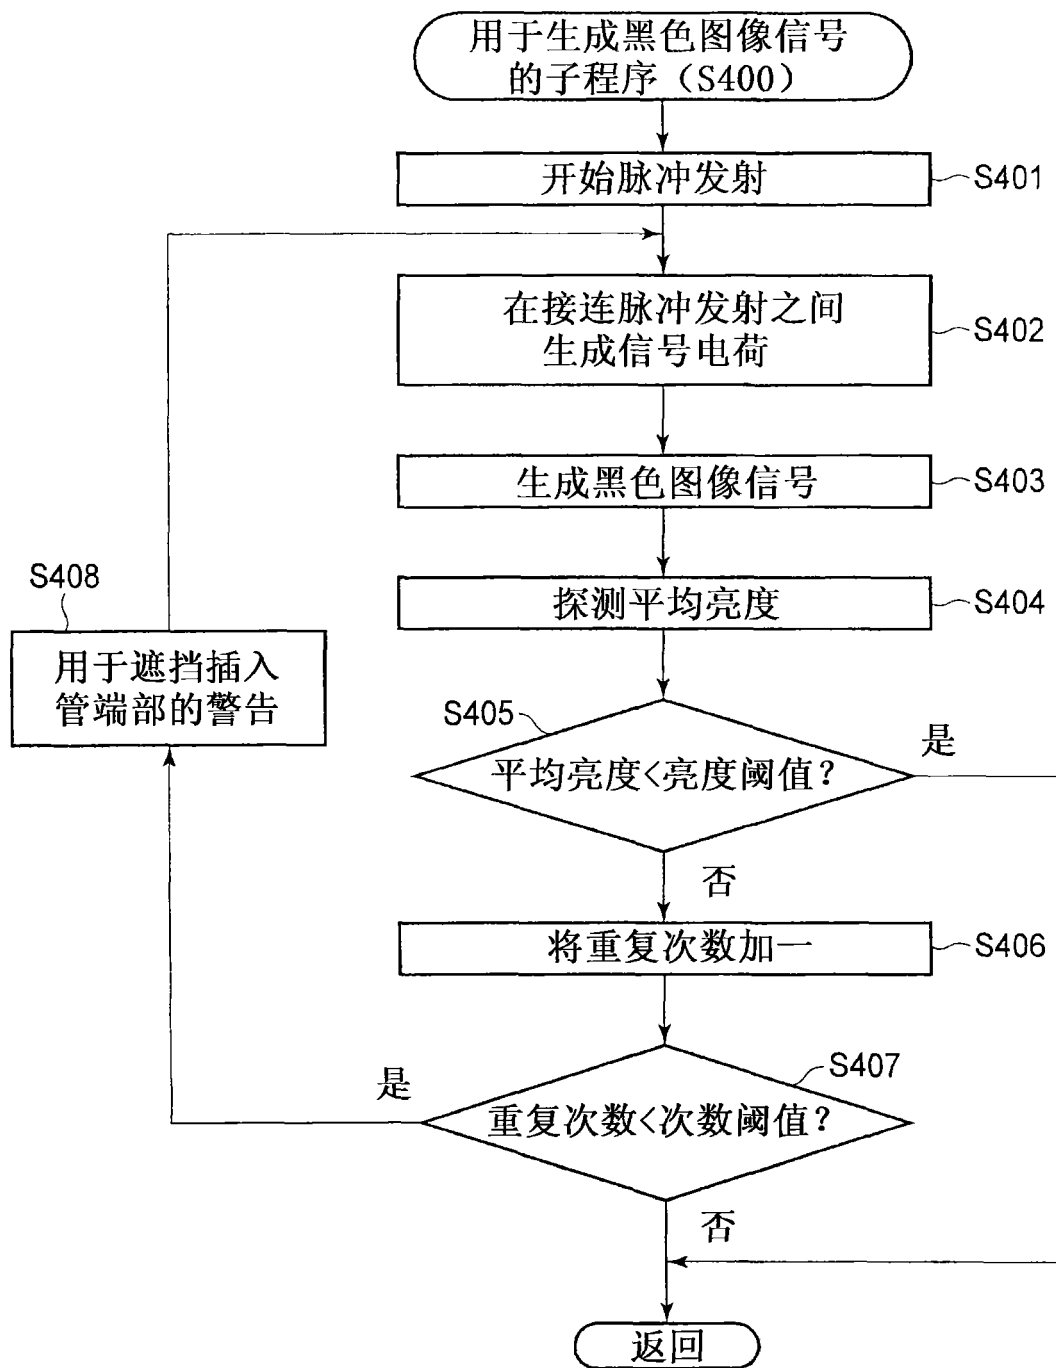 用于生成黑色图像信号
的子程序（S400）
开始脉冲发射
S401
在接连脉冲发射之间
生成信号电荷
S402
生成黑色图像信号
S403
探测平均亮度
S404
S405
平均亮度<亮度阈值？
是
否
将重复次数加一
S406
S407
重复次数<次数阈值？
是
否
S408
用于遮挡插入
管端部的警告
返回